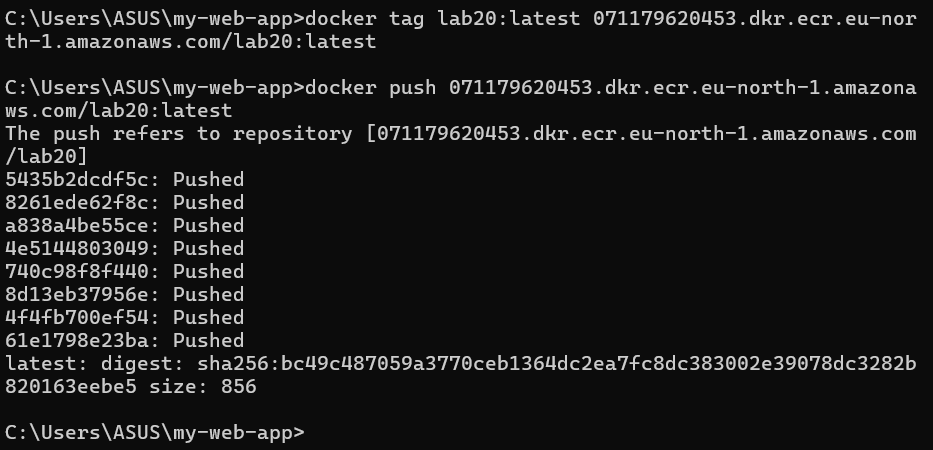 C:\Users\ASUS\my-web-app>docker tag lab20:latest 071179620453.dkr.ecr.eu-nor
th-1.amazonaws.com/lab20:latest
C:\Users\ASUS\my-web-app>docker push 071179620453.dkr.ecr.eu-north-1.amazona
ws.com/lab20:latest
The push refers to repository [071179620453.dkr.ecr.eu-north-1.amazonaws.com
/lab20]
5435b2dcdf5c: Pushed
8261ede62f8c: Pushed
a838a4be55ce: Pushed
4e5144803049: Pushed
740c98f8f440: Pushed
8d13eb37956e: Pushed
4f4fb700ef54: Pushed
61e1798e23ba: Pushed
latest: digest: sha256:bc49c487059a3770ceb1364dc2ea7fc8dc383002e39078dc3282b
820163eebe5 size: 856
C:\Users\ASUS\my-web-app>